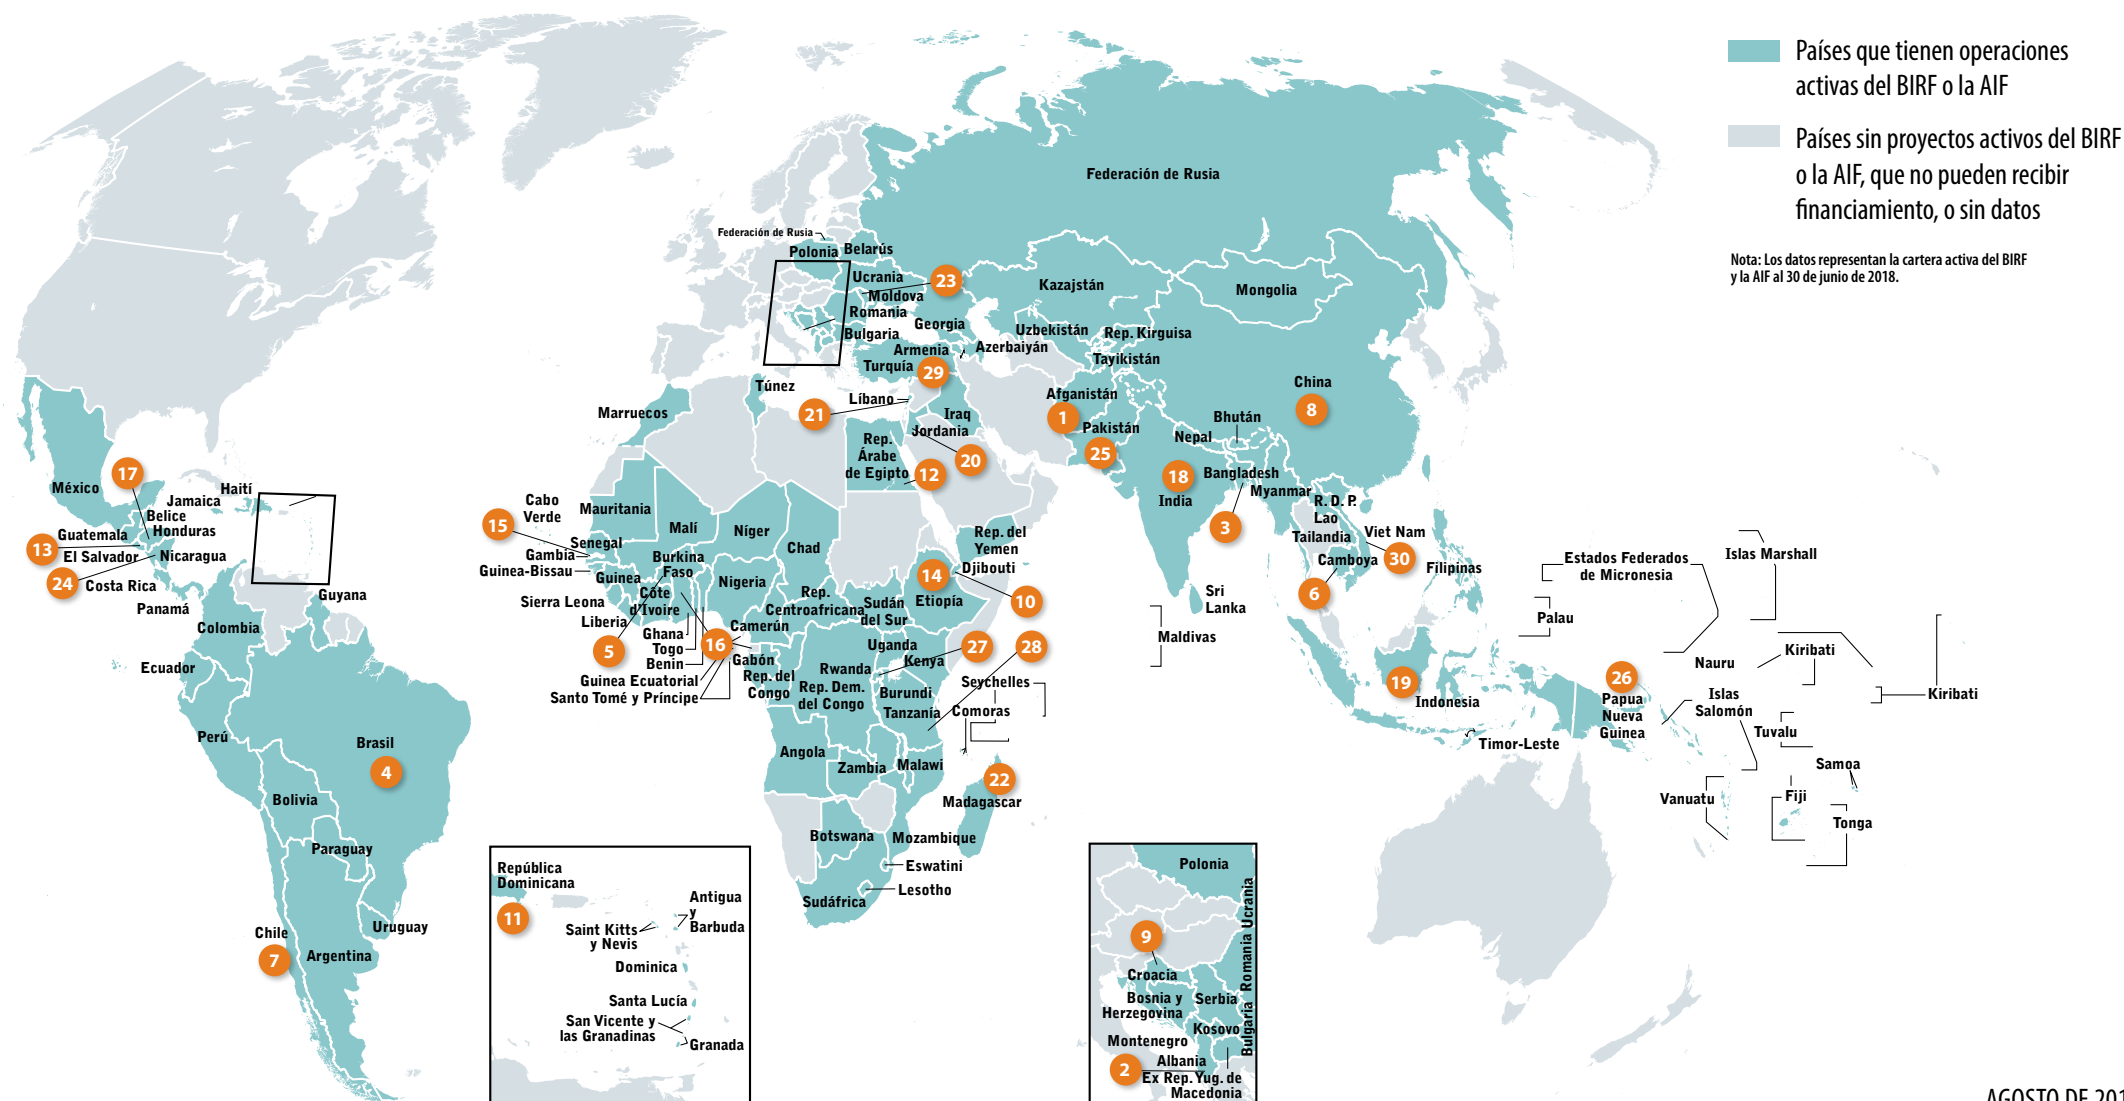 Países que tienen operaciones
activas del BIRF o la AIF
Países sin proyectos activos del BIRF
o la AIF, que no pueden recibir
financiamiento, o sin datos
Nota: Los datos representan la cartera activa del BIRF
y la AIF al 30 de junio de 2018.
Federación de Rusia
Federación de Rusia
Polonia
Belarús
Ucrania
23
Moldova
Romania
Bulgaria
Georgia
Armenia
Azerbaiyán
Turquía
29
Kazajstán
Mongolia
Uzbekistán
Rep. Kirguisa
Tayikistán
China
8
Afganistán
1
Pakistán
25
Bhután
Nepal
18
India
Bangladesh
3
Myanmar
R. D. P.
Lao
Tailandia
Viet Nam
30
Camboya
6
Filipinas
Sri
Lanka
Maldivas
Túnez
Líbano
21
Iraq
Jordania
20
Marruecos
Rep.
Árabe
de Egipto
12
Rep. del
Yemen
Djibouti
10
México
17
Haití
Jamaica
Belice
Honduras
Guatemala
13
El Salvador
Nicaragua
24
Costa Rica
Panamá
Guyana
Colombia
Ecuador
Perú
Brasil
4
Bolivia
Paraguay
Uruguay
Chile
7
Argentina
Cabo
Verde
15
Mauritania
Malí
Níger
Chad
Senegal
Gambia
Guinea-Bissau
Guinea
Burkina
Faso
Sierra Leona
Côte
d'Ivoire
Liberia
5
Ghana
Togo
Benin
Nigeria
Camerún
16
Guinea Ecuatorial
Santo Tomé y Príncipe
Gabón
Rep. del
Congo
Rep.
Centroafricana
Sudán
del Sur
14
Etiopía
Uganda
Kenya
27
28
Rwanda
Rep. Dem.
del Congo
Burundi
Tanzanía
Seychelles
Comoras
Angola
Zambia
Malawi
22
Madagascar
Botswana
Mozambique
Eswatini
Lesotho
Sudáfrica
19
Indonesia
Timor-Leste
26
Papua
Nueva
Guinea
Estados Federados
de Micronesia
Islas Marshall
Palau
Nauru
Kiribati
Kiribati
Islas
Salomón
Tuvalu
Samoa
Vanuatu
Fiji
Tonga
República
Dominicana
11
Antigua
y
Barbuda
Saint Kitts
y Nevis
Dominica
Santa Lucía
San Vicente y
las Granadinas
Granada
Polonia
Ucrania
Romania
Bulgaria
9
Croacia
Bosnia y
Herzegovina
Serbia
Kosovo
Montenegro
Albania
2
Ex Rep. Yug. de
Macedonia
AGOSTO DE 201